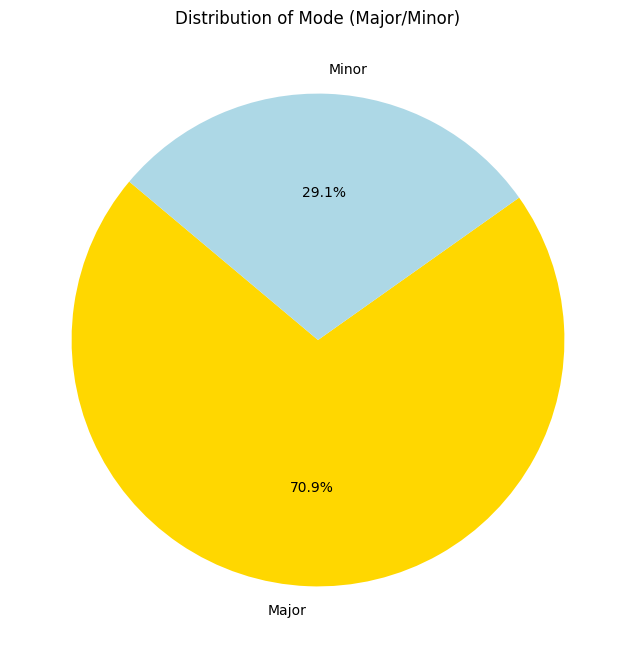 Distribution of Mode (Major/Minor)
Minor
29.1%
70.9%
Major